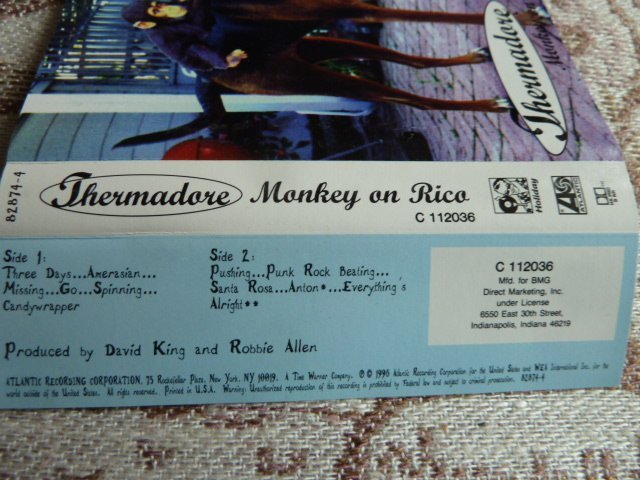 Thermadore
82874-4
Thermadore Monkey on Rico
C 112036
Holiday
ATLANTIC
Side 1:
Three Days...Amerasian...
Missing...Go...Spinning...
Candywrapper
Side 2:
Pushing...Punk Rock Beating...
Santa Rosa...Anton*...Everything's
Alright**
C 112036
Mfd. for BMG
Direct Marketing, Inc.
under License
6550 East 30th Street,
Indianapolis, Indiana 46219
Produced by David King and Robbie Allen
ATLANTIC RECORDING CORPORATION, 75 Rockefeller Plaza, New York, NY 10019. A Time Warner Company. © ℗ 1996 Atlantic Recording Corporation for the United States and WEA International Inc. for the
world outside of the United States. All rights reserved. Printed in U.S.A. Warning: Unauthorized reproduction of this recording is prohibited by Federal law and subject to criminal prosecution. 82874-4